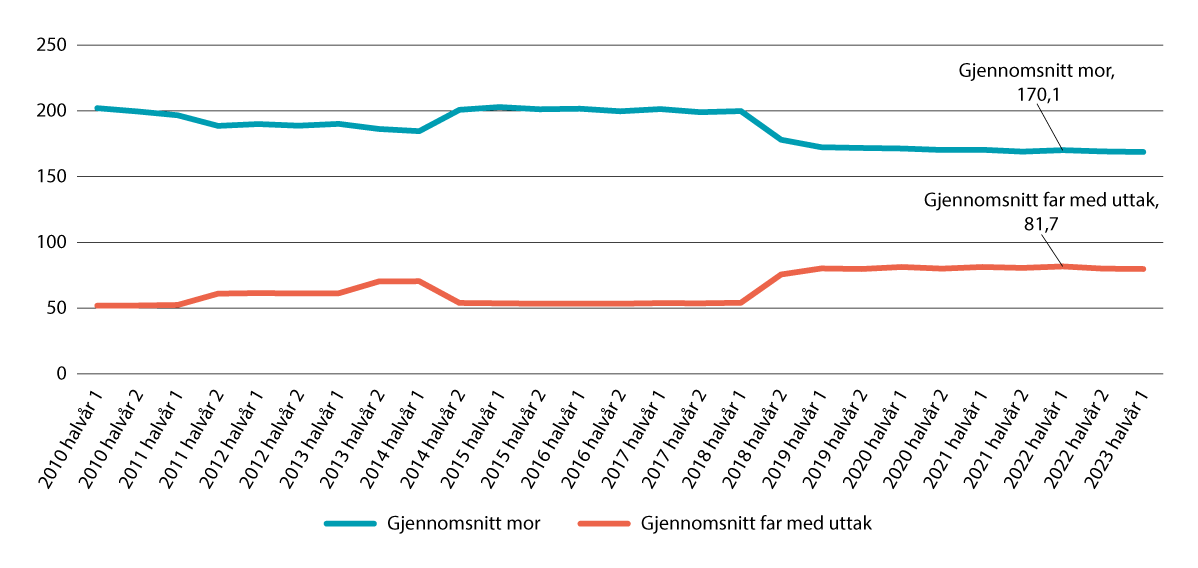 250
200
150
100
50
0
Gjennomsnitt mor,
170,1
Gjennomsnitt far med uttak,
81,7
2010 halvår 1
2010 halvår 2
2011 halvår 1
2011 halvår 2
2012 halvår 1
2012 halvår 2
2013 halvår 1
2013 halvår 2
2014 halvår 1
2014 halvår 2
2015 halvår 1
2015 halvår 2
2016 halvår 1
2016 halvår 2
2017 halvår 1
2017 halvår 2
2018 halvår 1
2018 halvår 2
2019 halvår 1
2019 halvår 2
2020 halvår 1
2020 halvår 2
2021 halvår 1
2021 halvår 2
2022 halvår 1
2022 halvår 2
2023 halvår 1
Gjennomsnitt mor
Gjennomsnitt far med uttak